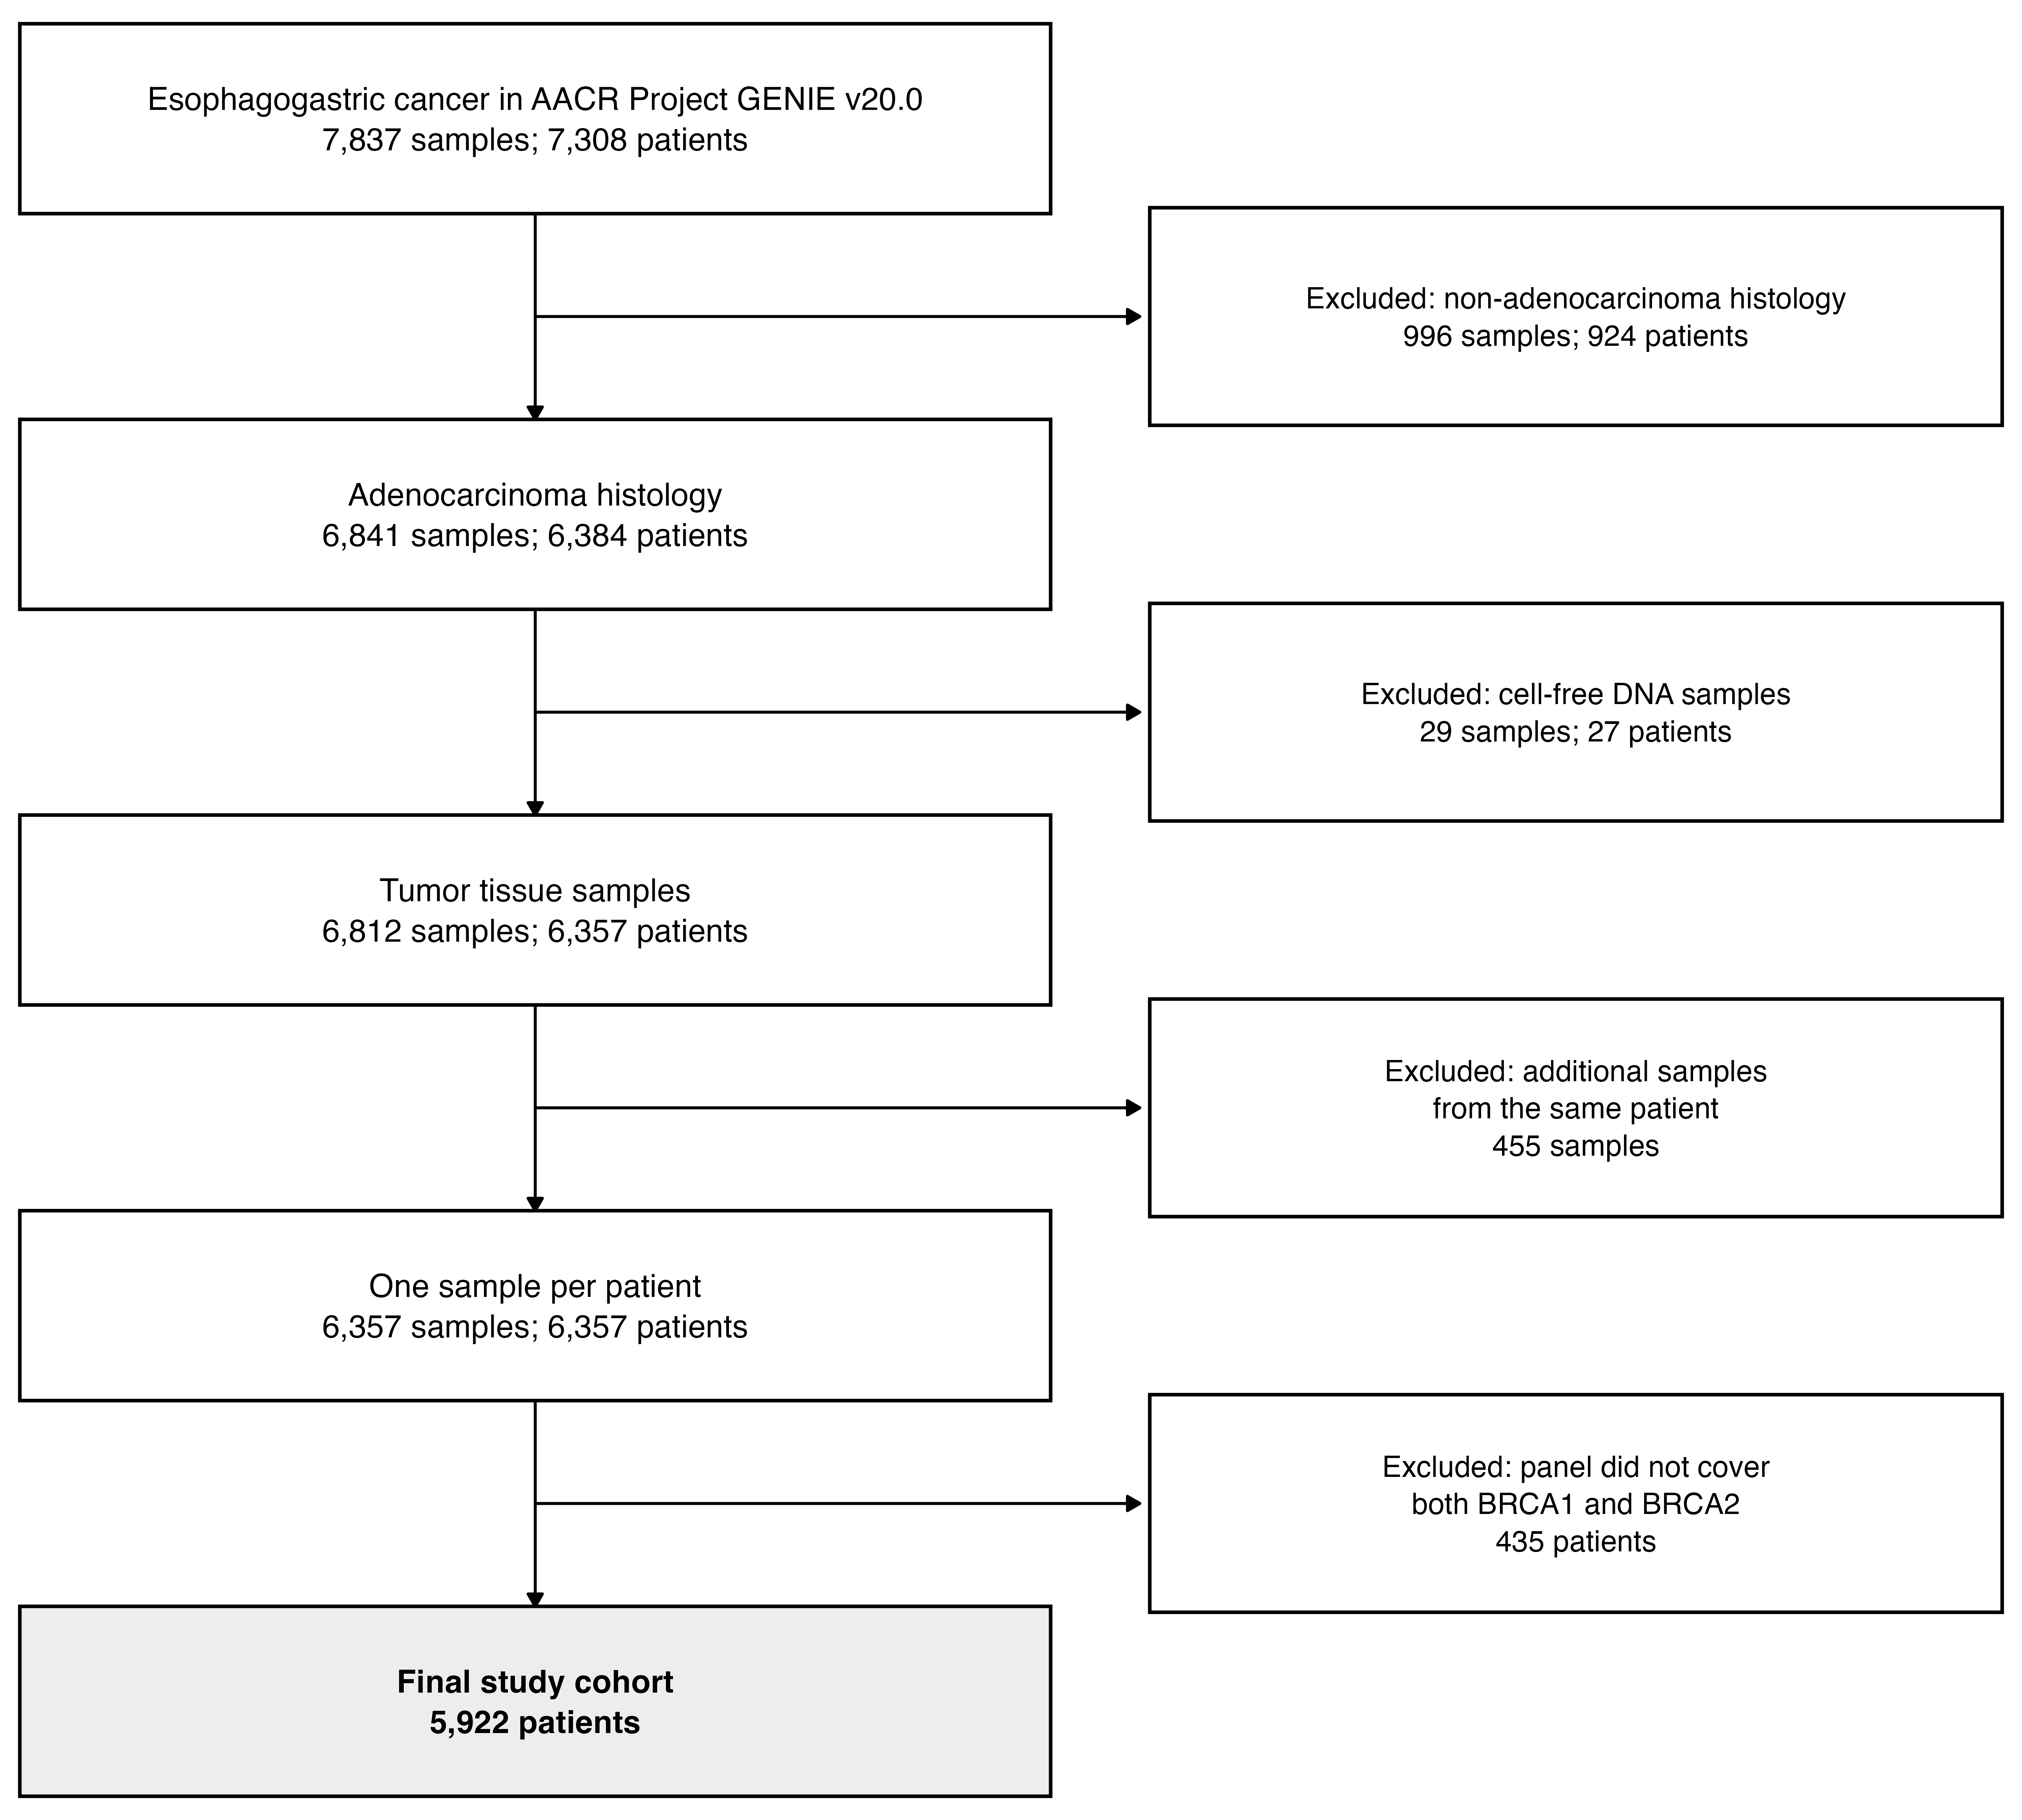 Esophagogastric cancer in AACR Project GENIE v20.0
7,837 samples; 7,308 patients
Excluded: non-adenocarcinoma histology
996 samples; 924 patients
Adenocarcinoma histology
6,841 samples; 6,384 patients
Excluded: cell-free DNA samples
29 samples; 27 patients
Tumor tissue samples
6,812 samples; 6,357 patients
Excluded: additional samples
from the same patient
455 samples
One sample per patient
6,357 samples; 6,357 patients
Excluded: panel did not cover
both BRCA1 and BRCA2
435 patients
Final study cohort
5,922 patients